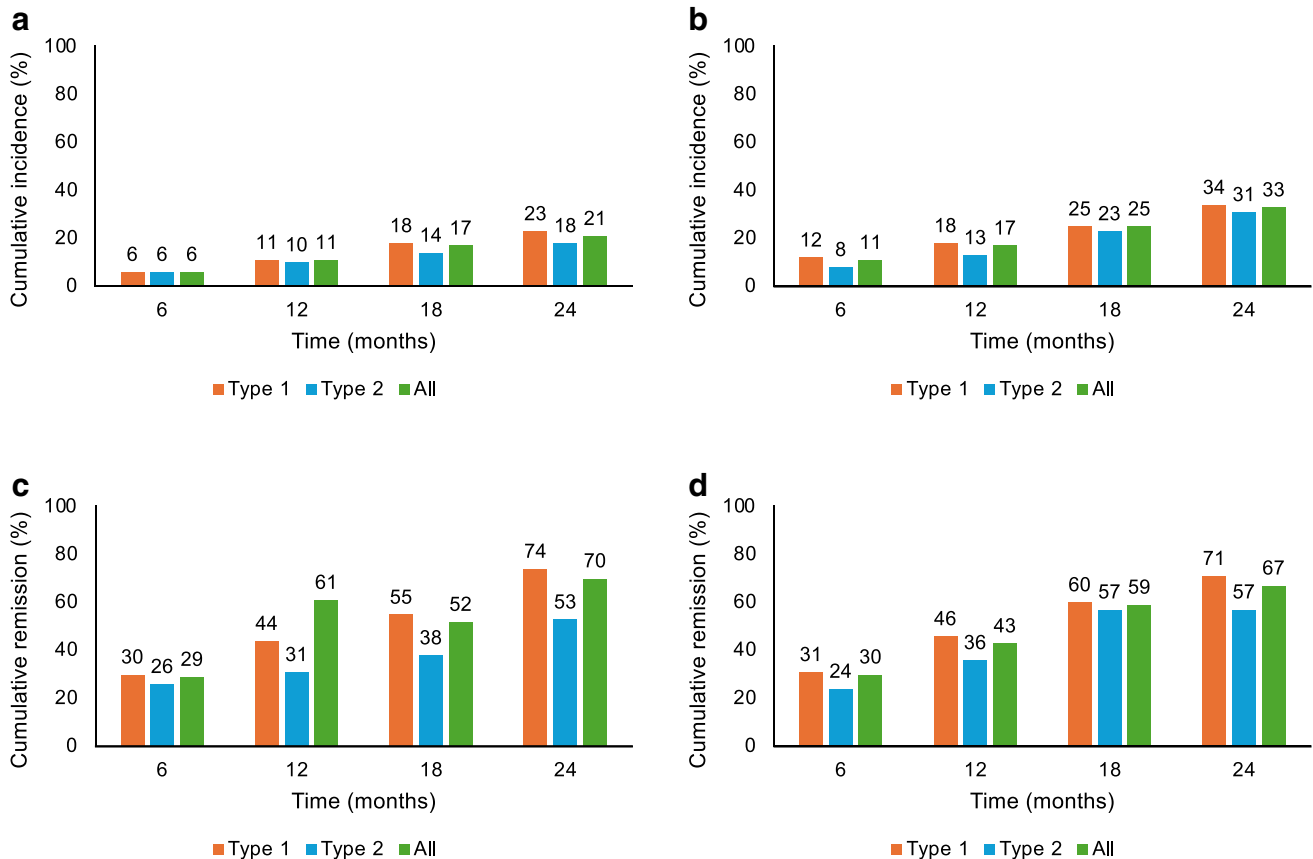 a
Cumulative incidence (%)
100
80
60
40
20
0
6 6 6
11 10 11
18 14 17
23 18 21
6 12 18 24
Time (months)
Type 1 Type 2 All
b
Cumulative incidence (%)
100
80
60
40
20
0
12 8 11
18 13 17
25 23 25
34 31 33
6 12 18 24
Time (months)
Type 1 Type 2 All
c
Cumulative remission (%)
100
80
60
40
20
0
30 26 29
44 31 61
55 38 52
74 53 70
6 12 18 24
Time (months)
Type 1 Type 2 All
d
Cumulative remission (%)
100
80
60
40
20
0
31 24 30
46 36 43
60 57 59
71 57 67
6 12 18 24
Time (months)
Type 1 Type 2 All